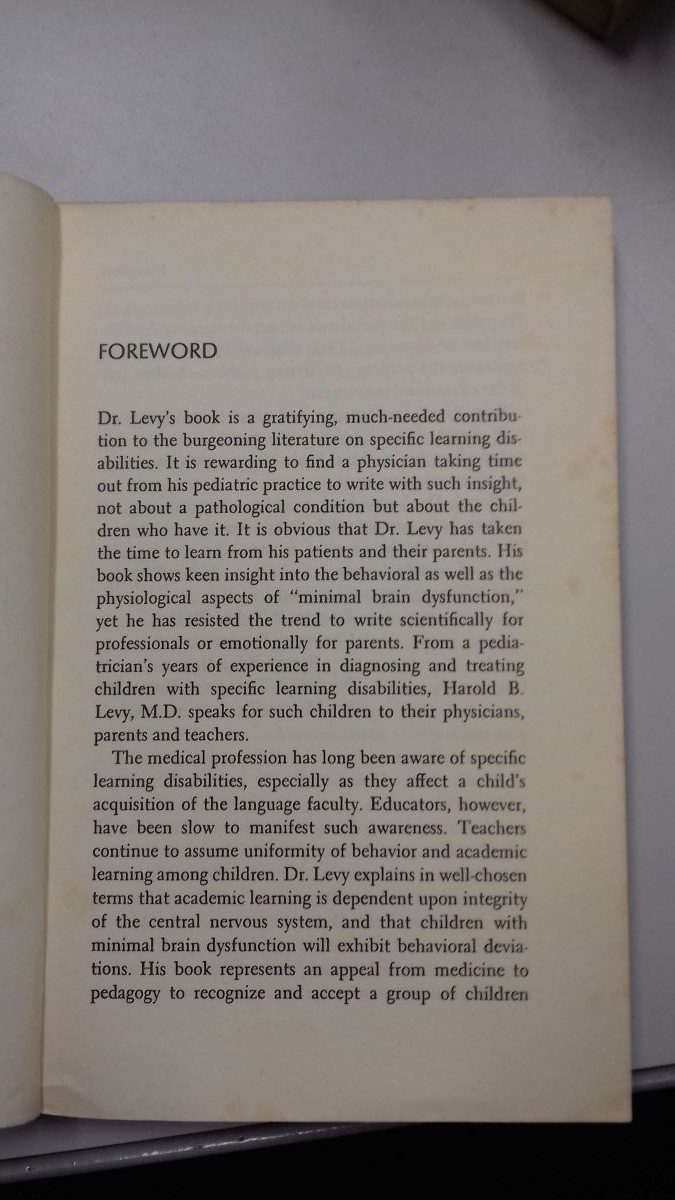 FOREWORD
Dr. Levy's book is a gratifying, much-needed contribu-
tion to the burgeoning literature on specific learning dis-
abilities. It is rewarding to find a physician taking time
out from his pediatric practice to write with such insight,
not about a pathological condition but about the chil-
dren who have it. It is obvious that Dr. Levy has taken
the time to learn from his patients and their parents. His
book shows keen insight into the behavioral as well as the
physiological aspects of "minimal brain dysfunction,"
yet he has resisted the trend to write scientifically for
professionals or emotionally for parents. From a pedia-
trician's years of experience in diagnosing and treating
children with specific learning disabilities, Harold B.
Levy, M.D. speaks for such children to their physicians,
parents and teachers.
The medical profession has long been aware of specific
learning disabilities, especially as they affect a child's
acquisition of the language faculty. Educators, however,
have been slow to manifest such awareness. Teachers
continue to assume uniformity of behavior and academic
learning among children. Dr. Levy explains in well-chosen
terms that academic learning is dependent upon integrity
of the central nervous system, and that children with
minimal brain dysfunction will exhibit behavioral devia-
tions. His book represents an appeal from medicine to
pedagogy to recognize and accept a group of children